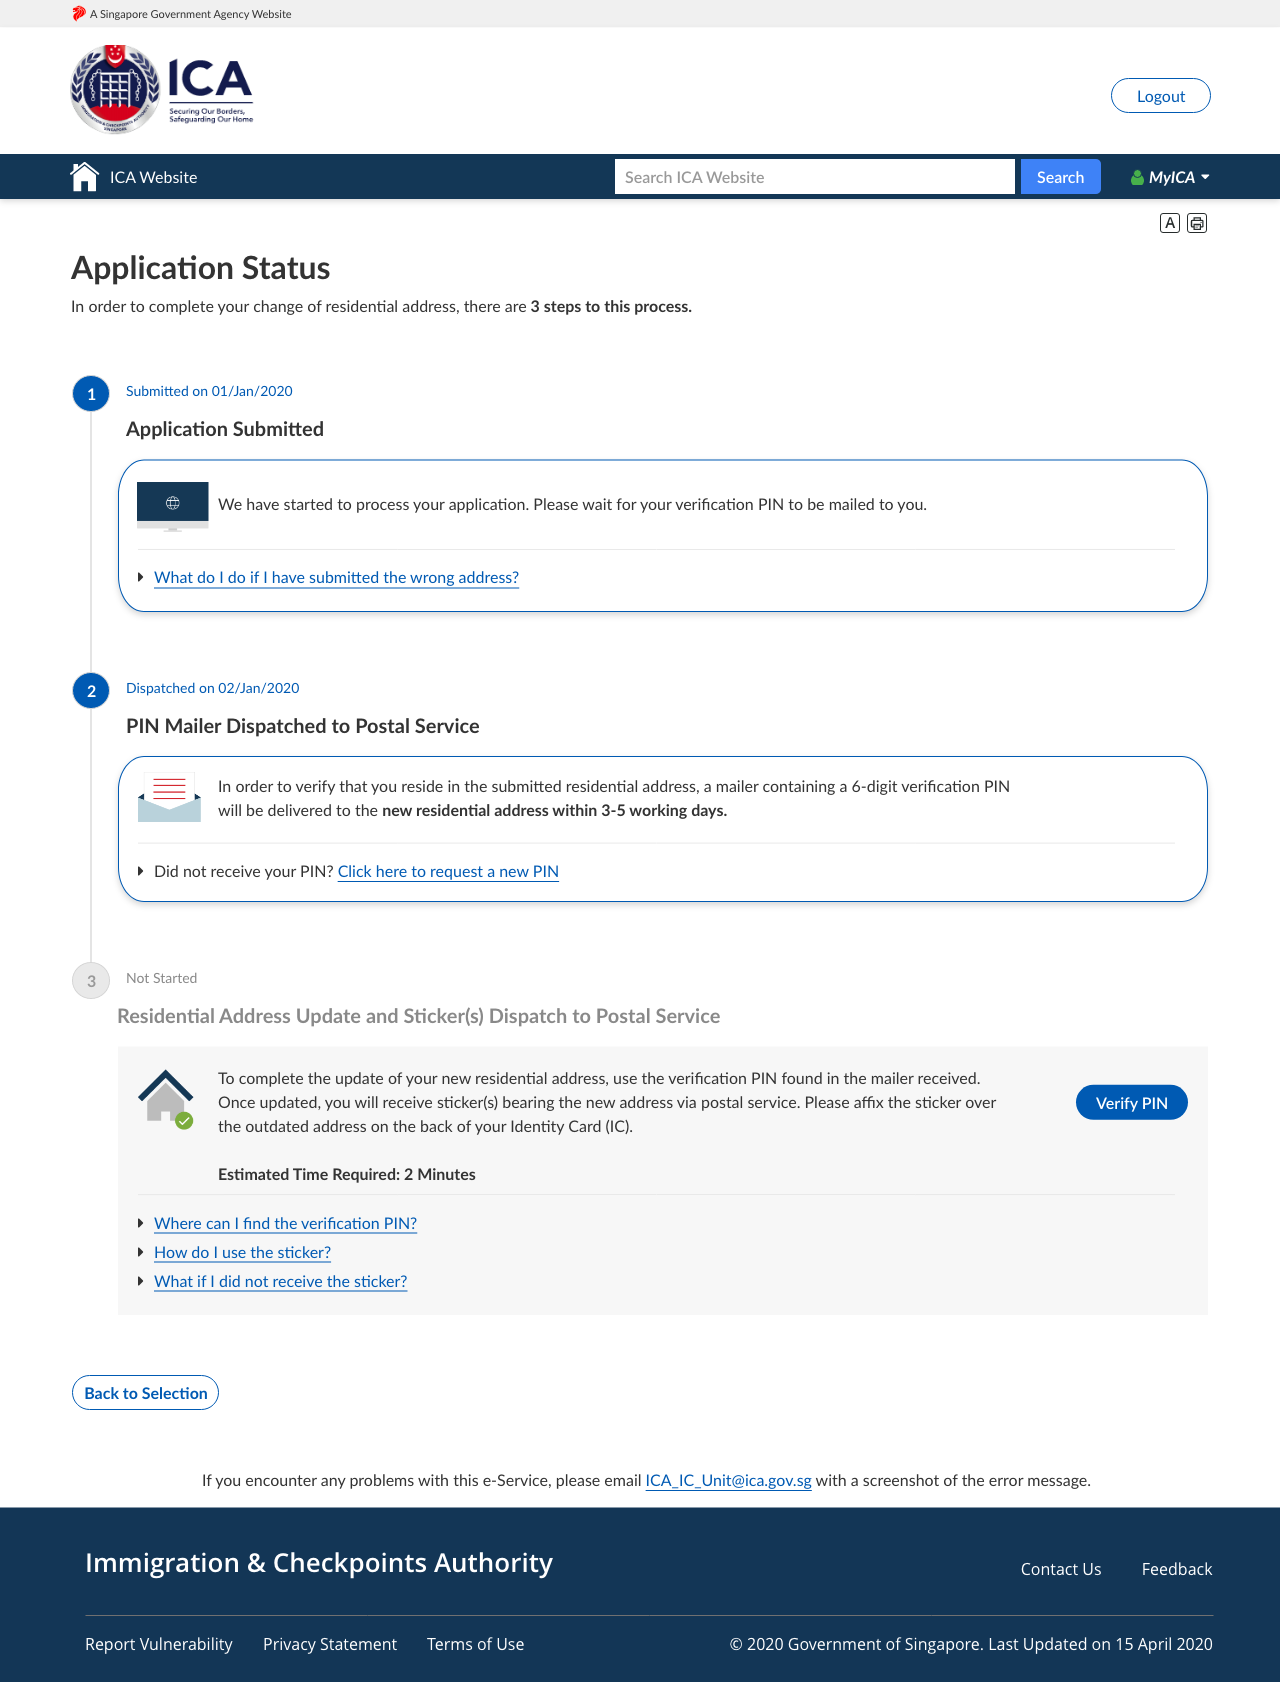 A Singapore Government Agency Website
ICA
Securing Our Borders,
Safeguarding Our Home
IMMIGRATION & CHECKPOINTS AUTHORITY
SINGAPORE
Logout
ICA Website
Search ICA Website
Search
MyICA
A
Application Status
In order to complete your change of residential address, there are 3 steps to this process.
1
Submitted on 01/Jan/2020
Application Submitted
We have started to process your application. Please wait for your verification PIN to be mailed to you.
What do I do if I have submitted the wrong address?
2
Dispatched on 02/Jan/2020
PIN Mailer Dispatched to Postal Service
In order to verify that you reside in the submitted residential address, a mailer containing a 6-digit verification PIN
will be delivered to the new residential address within 3-5 working days.
Did not receive your PIN? Click here to request a new PIN
3
Not Started
Residential Address Update and Sticker(s) Dispatch to Postal Service
To complete the update of your new residential address, use the verification PIN found in the mailer received.
Once updated, you will receive sticker(s) bearing the new address via postal service. Please affix the sticker over
the outdated address on the back of your Identity Card (IC).
Verify PIN
Estimated Time Required: 2 Minutes
Where can I find the verification PIN?
How do I use the sticker?
What if I did not receive the sticker?
Back to Selection
If you encounter any problems with this e-Service, please email ICA_IC_Unit@ica.gov.sg with a screenshot of the error message.
Immigration & Checkpoints Authority
Contact Us
Feedback
Report Vulnerability
Privacy Statement
Terms of Use
© 2020 Government of Singapore. Last Updated on 15 April 2020